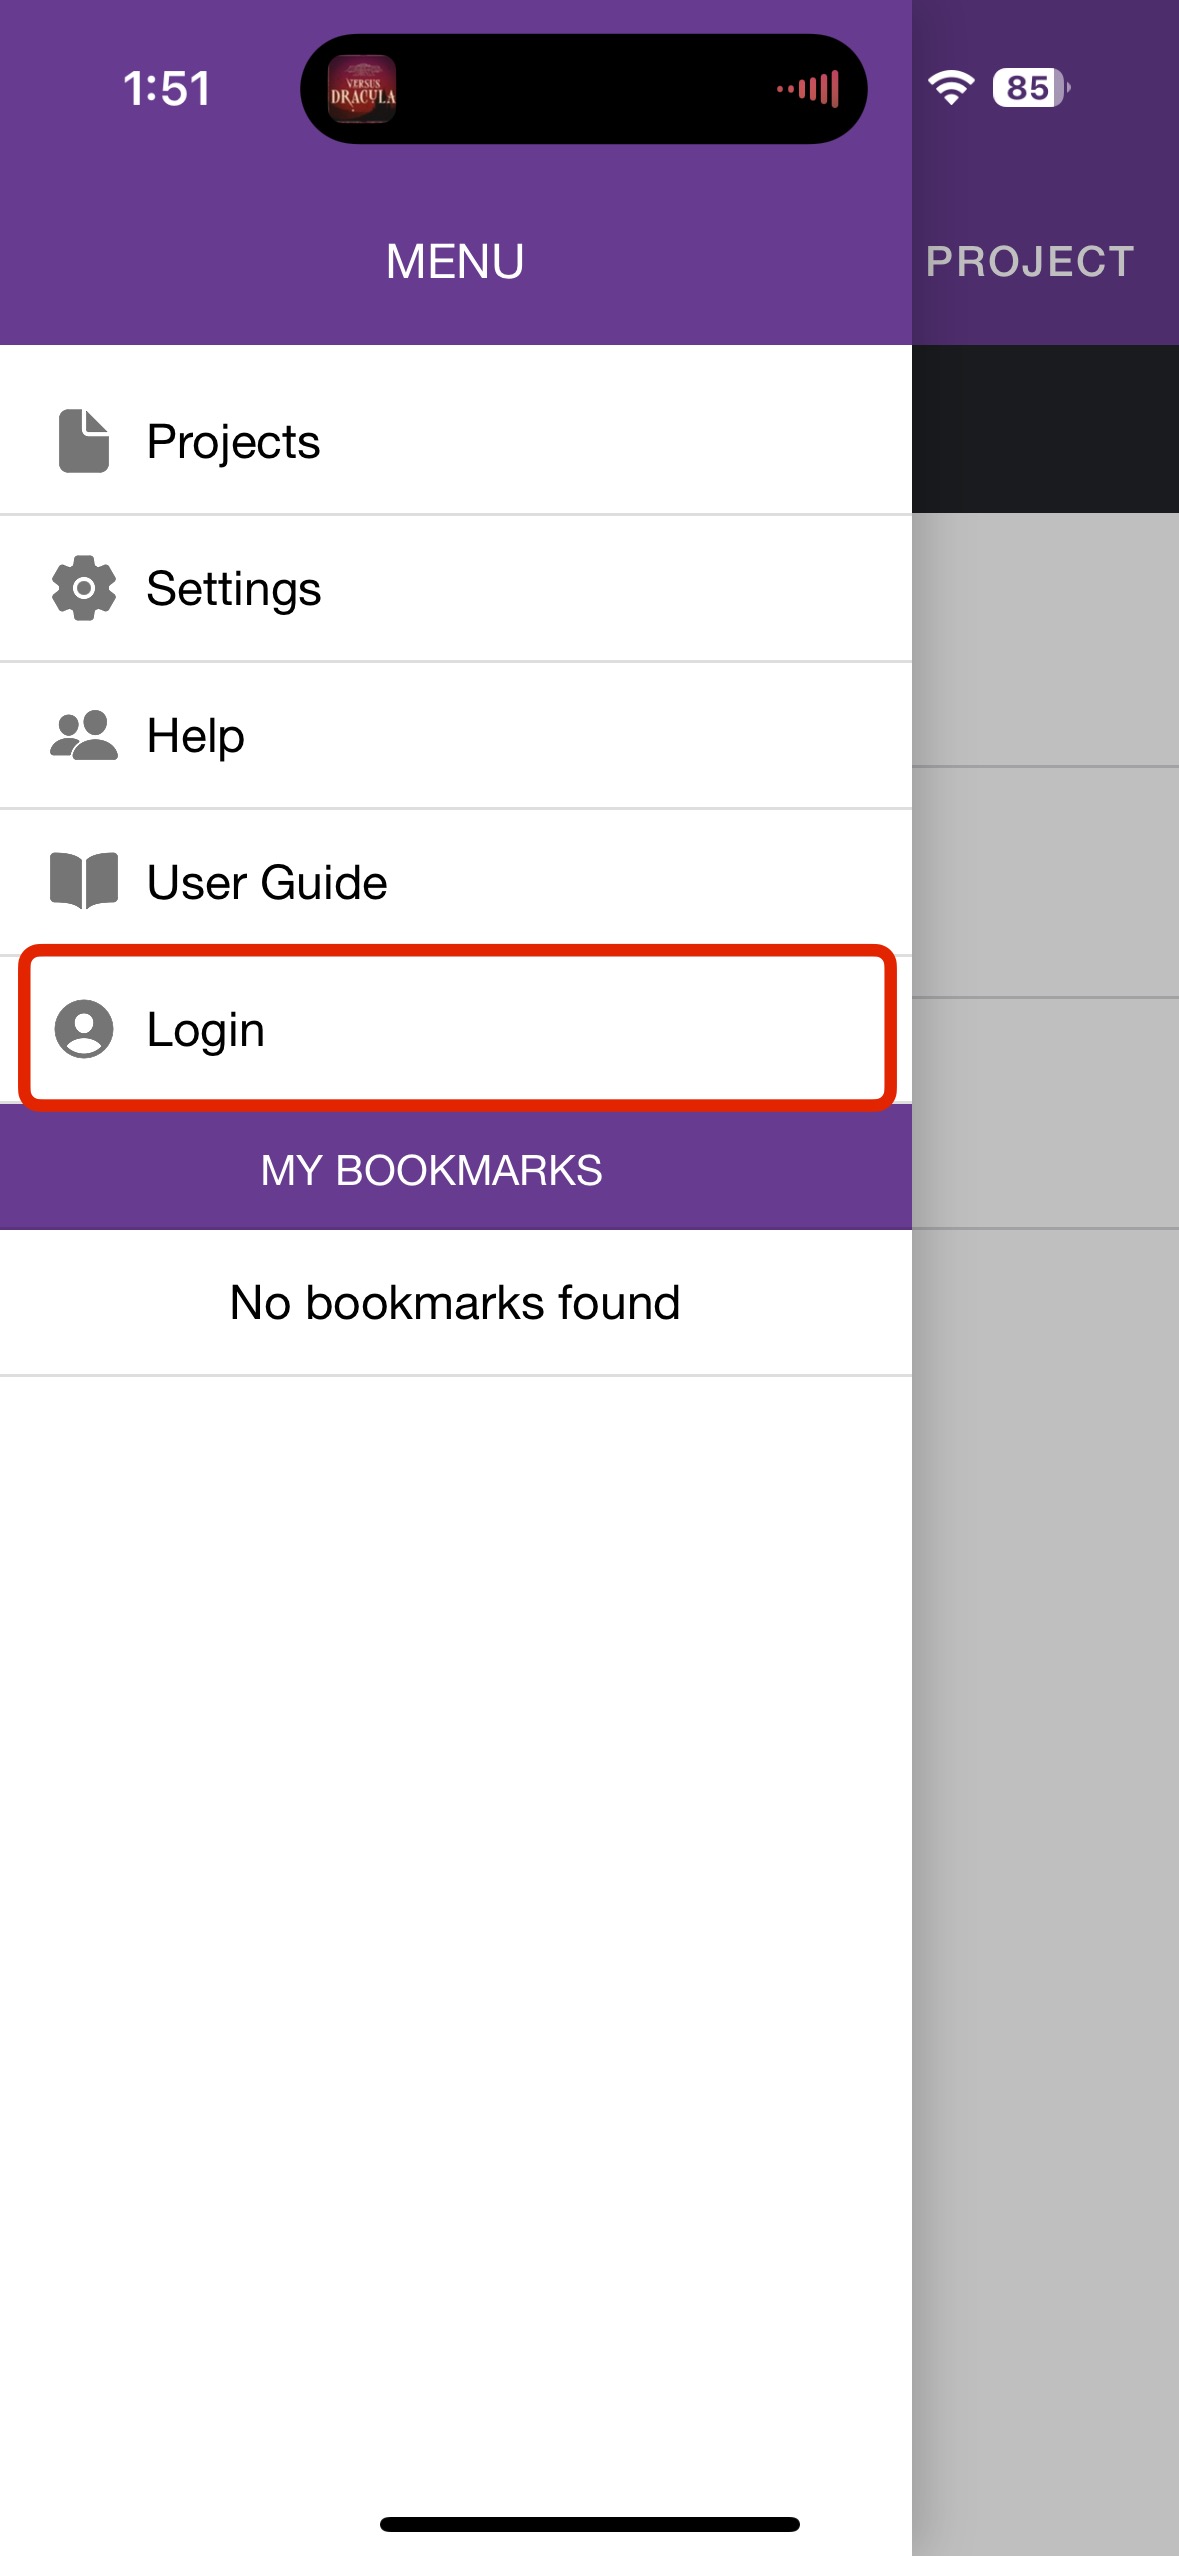 1:51
VERSUS
DRACULA
85
MENU
PROJECT
Projects
Settings
Help
User Guide
Login
MY BOOKMARKS
No bookmarks found